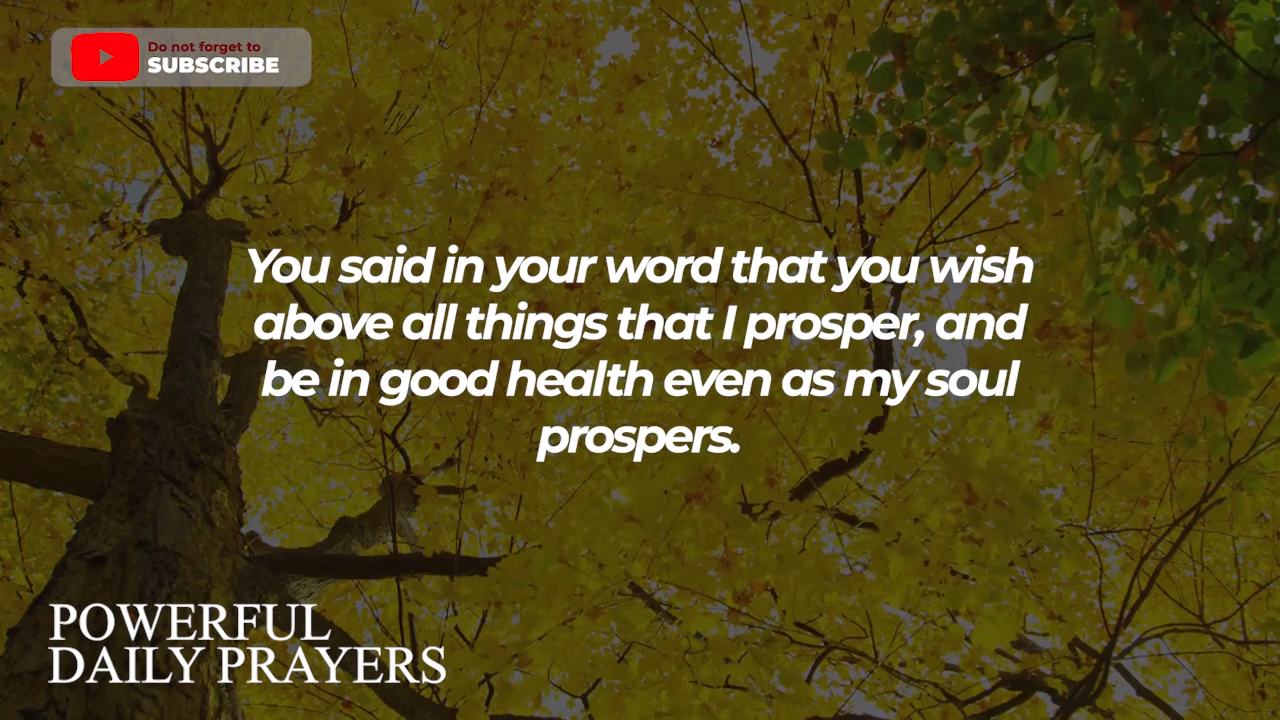 Do not forget to
SUBSCRIBE
You said in your word that you wish
above all things that I prosper, and
be in good health even as my soul
prospers.
POWERFUL
DAILY PRAYERS